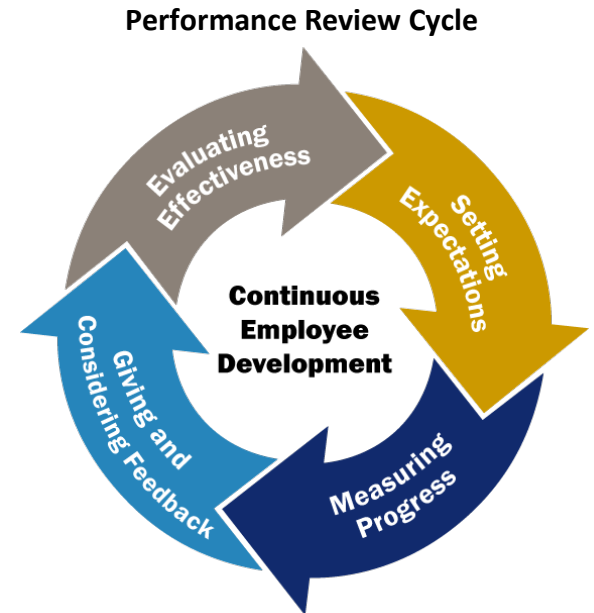 Performance Review Cycle
Evaluating
Effectiveness
Setting
Expectations
Continuous
Employee
Development
Giving and
Considering Feedback
Measuring
Progress